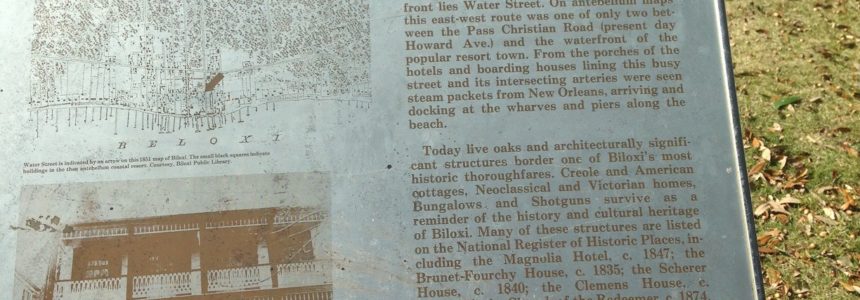 BELOXI
Water Street is indicated by an arrow on this 1851 map of Biloxi. The small black squares indicate
buildings in the then antebellum coastal resort. Courtesy, Biloxi Public Library
front lies Water Street. On antebellum maps
this east-west route was one of only two bet-
ween the Pass Christian Road (present day
Howard Ave.) and the waterfront of the
popular resort town. From the porches of the
hotels and boarding houses lining this busy
street and its intersecting arteries were seen
steam packets from New Orleans, arriving and
docking at the wharves and piers along the
beach.
Today live oaks and architecturally signifi-
cant structures border one of Biloxi's most
historic thoroughfares. Creole and American
cottages, Neoclassical and Victorian homes,
Bungalows and Shotguns survive as a
reminder of the history and cultural heritage
of Biloxi. Many of these structures are listed
on the National Register of Historic Places, in-
cluding the Magnolia Hotel, c. 1847; the
Brunet-Fourchy House, c. 1835; the Scherer
House, c. 1840; the Clemens House, c.
of the Redeemer, c. 1874